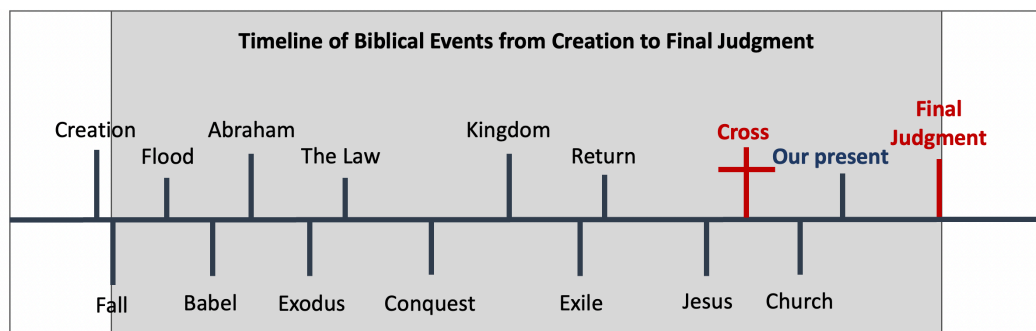 Timeline of Biblical Events from Creation to Final Judgment
Final
Judgment
Creation
Abraham
Kingdom
Cross
Flood
The Law
Return
Our present
Fall
Babel
Exodus
Conquest
Exile
Jesus
Church